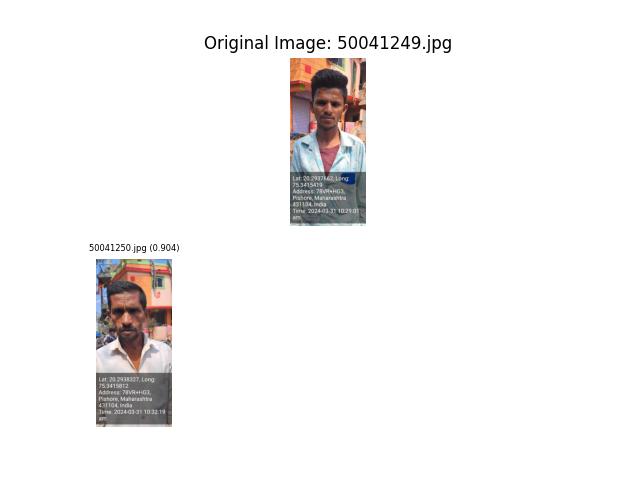 Original Image: 50041249.jpg
Lat: 20.2937662, Long:
75.3415419
Address: 78VR+HG3,
Pishore, Maharashtra
431104, India
Time: 2024-03-31 10:29:01
am
50041250.jpg (0.904)
Lat: 20.2938327, Long:
75.3415812
Address: 78VR+HG3,
Pishore, Maharashtra
431104, India
Time: 2024-03-31 10:32:19
am